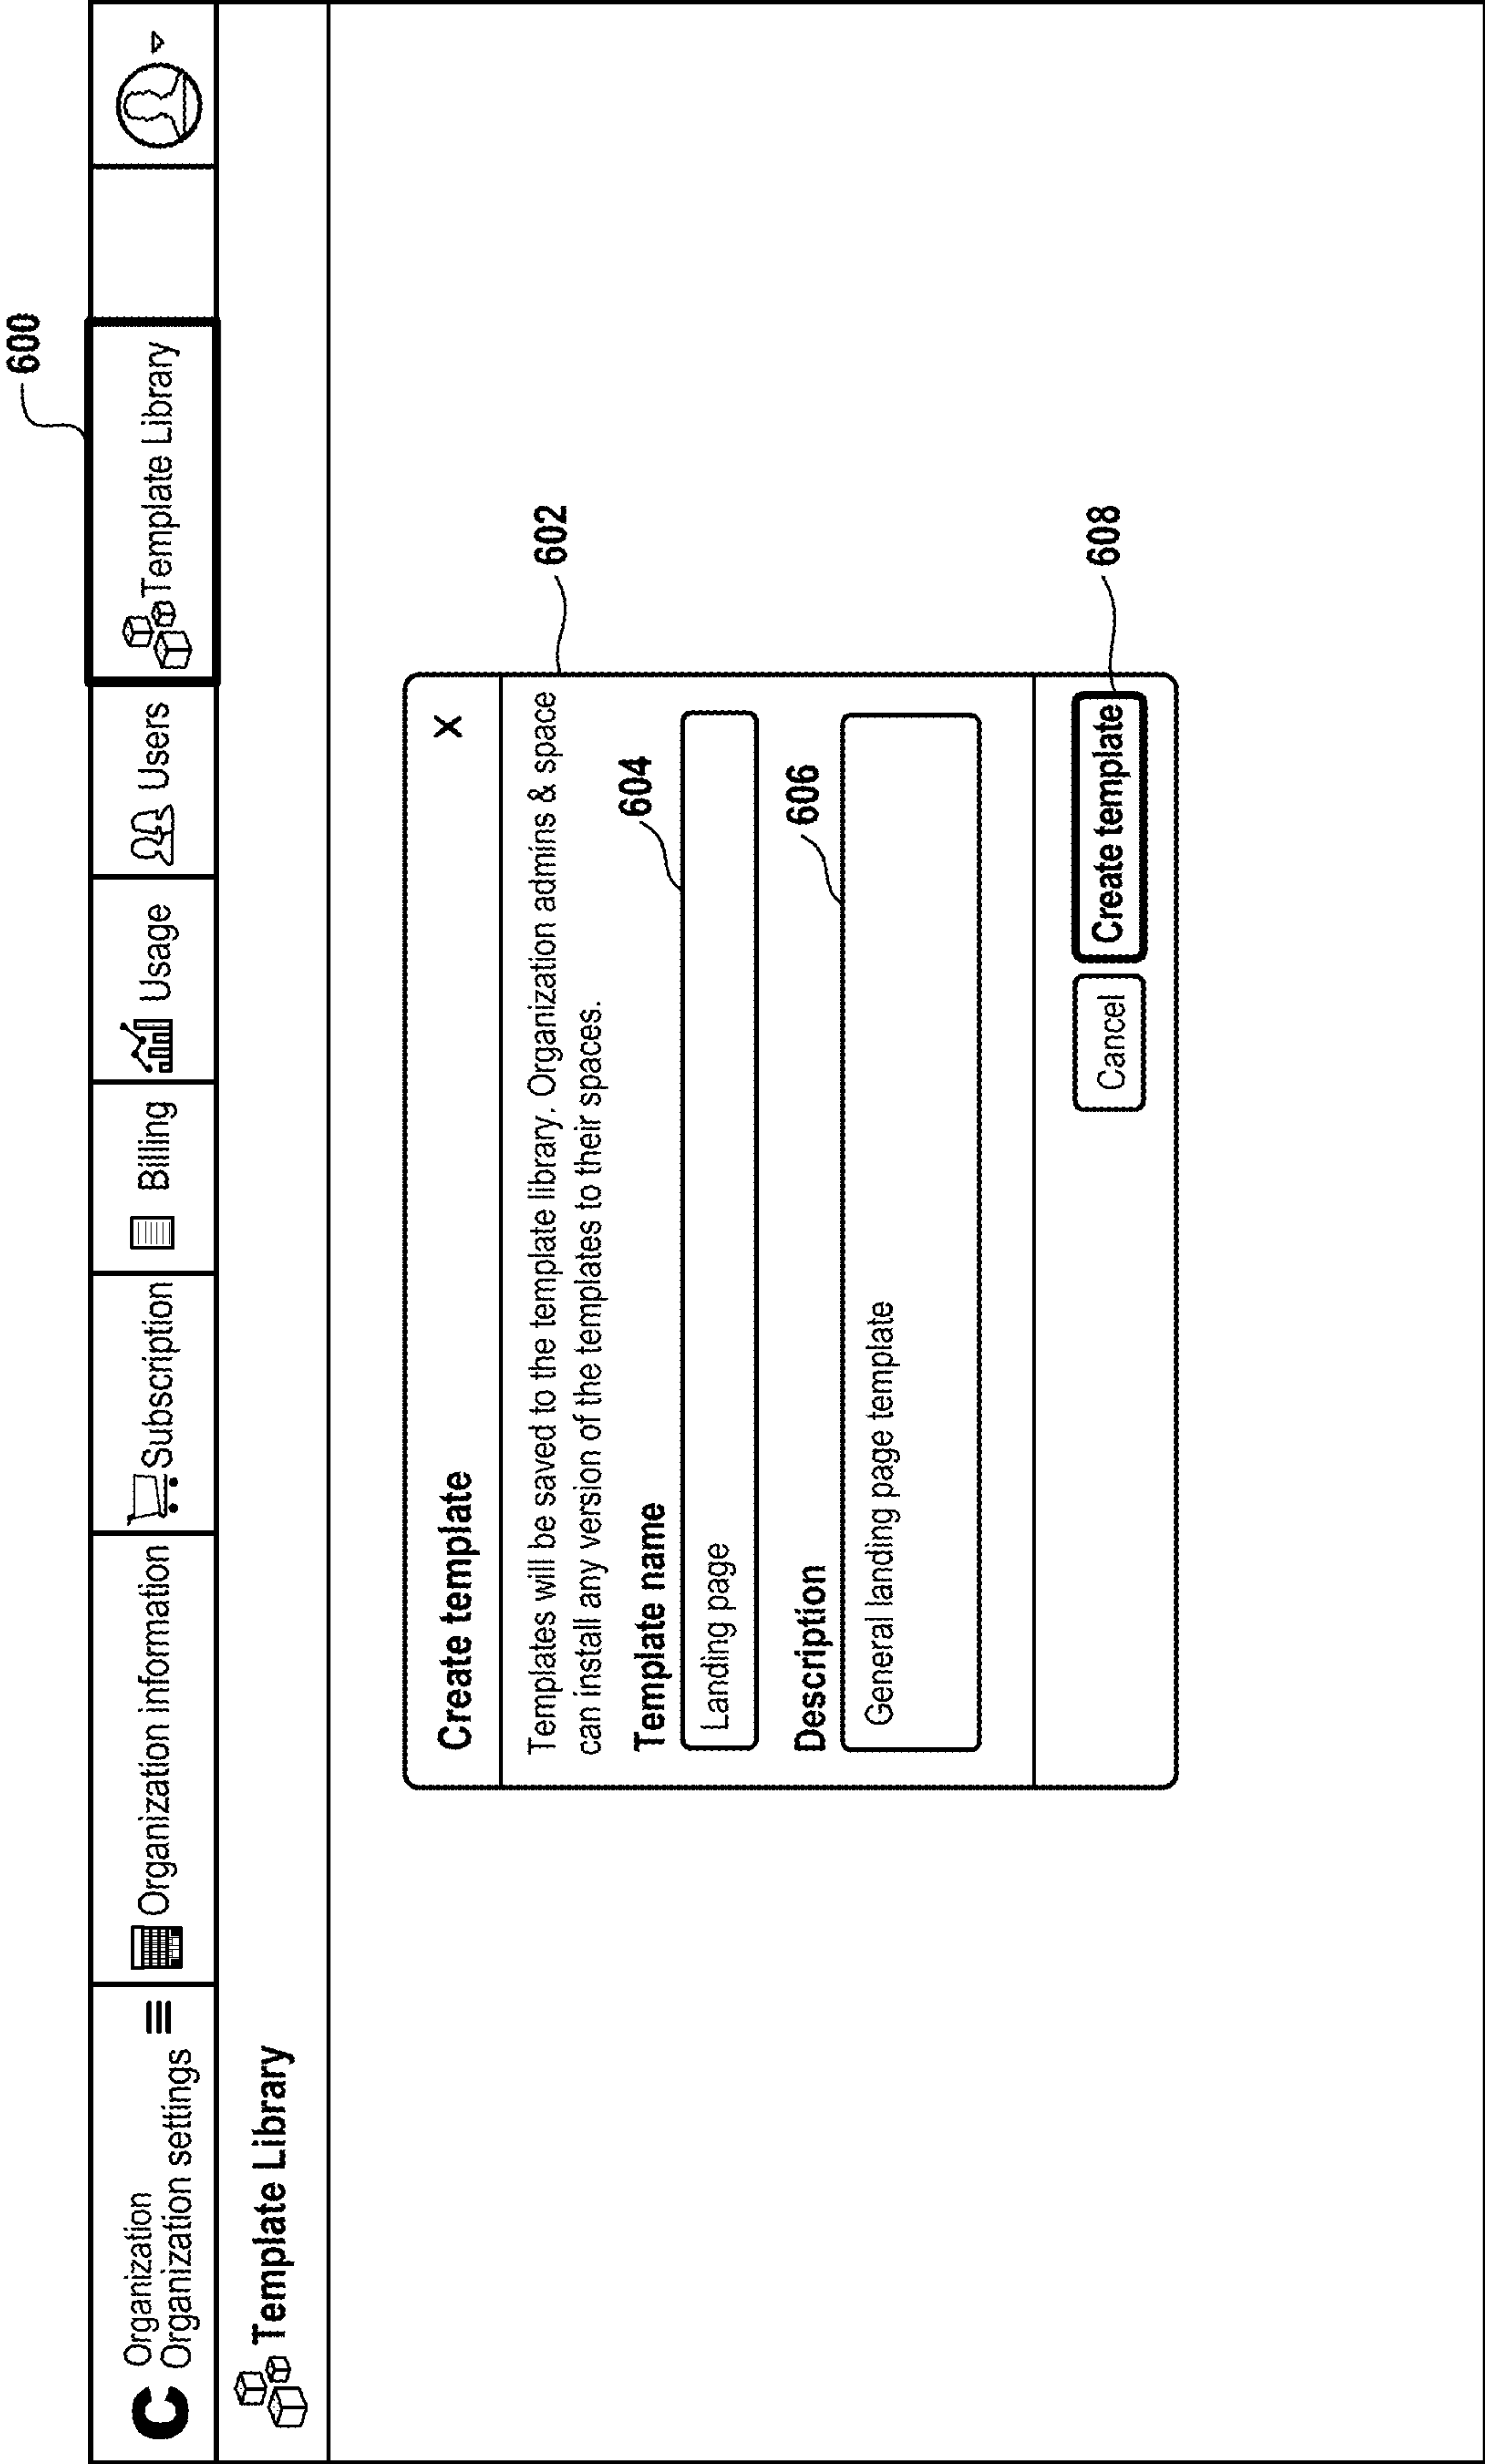 600
C Organization
Organization settings
Organization information
Subscription
Billing
Usage
Users
Template Library
Template Library
Create template X
602
Templates will be saved to the template library. Organization admins & space
can install any version of the templates to their spaces.
Template name
604
Landing page
Description
606
General landing page template
Cancel
Create template
608